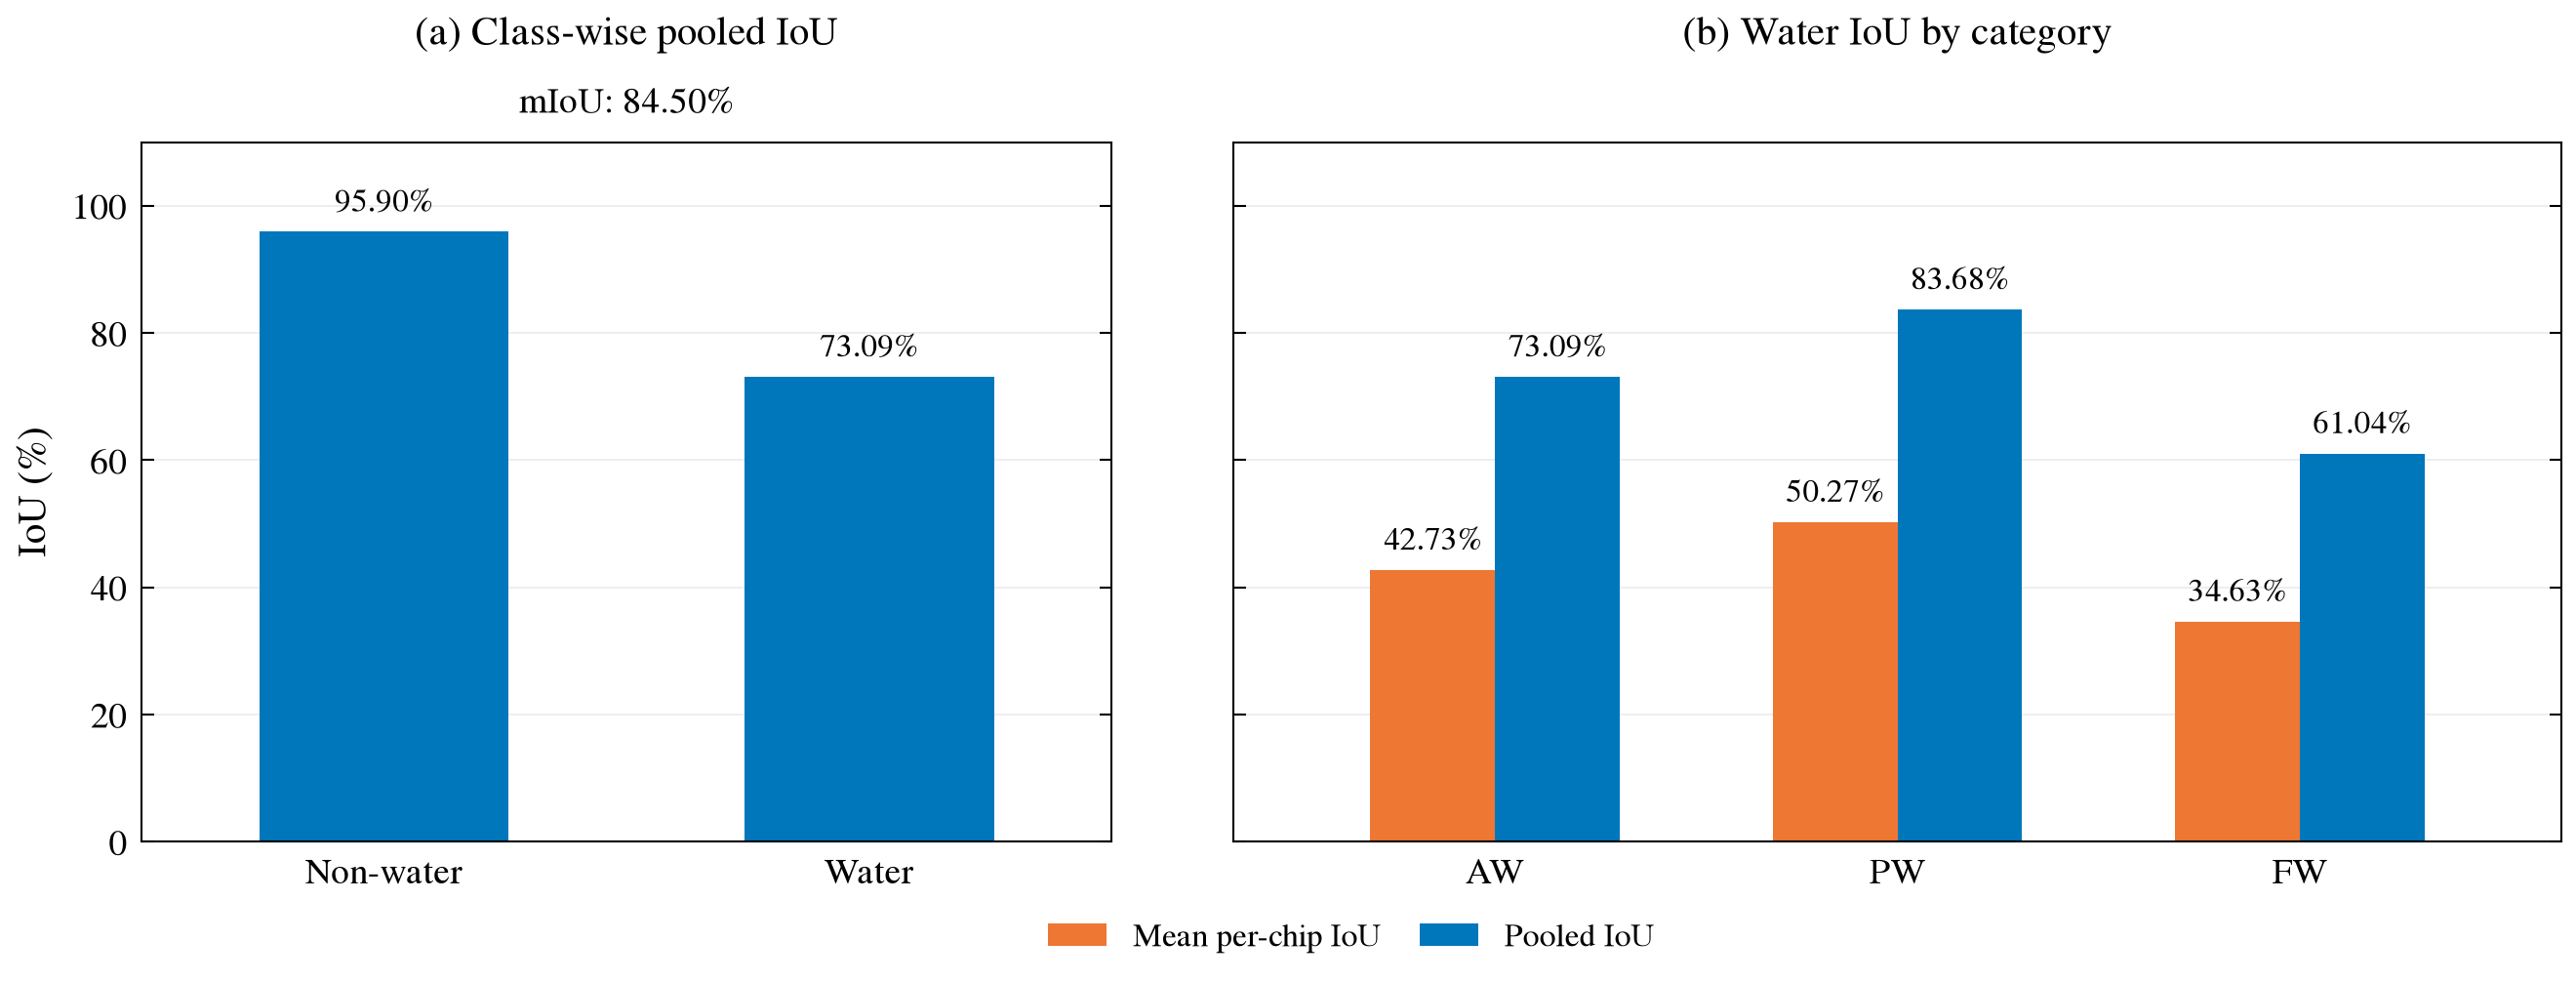 (a) Class-wise pooled IoU
mIoU: 84.50%
IoU (%)
100
80
60
40
20
0
95.90%
73.09%
Non-water
Water
(b) Water IoU by category
42.73%
73.09%
50.27%
83.68%
34.63%
61.04%
AW
PW
FW
Mean per-chip IoU
Pooled IoU